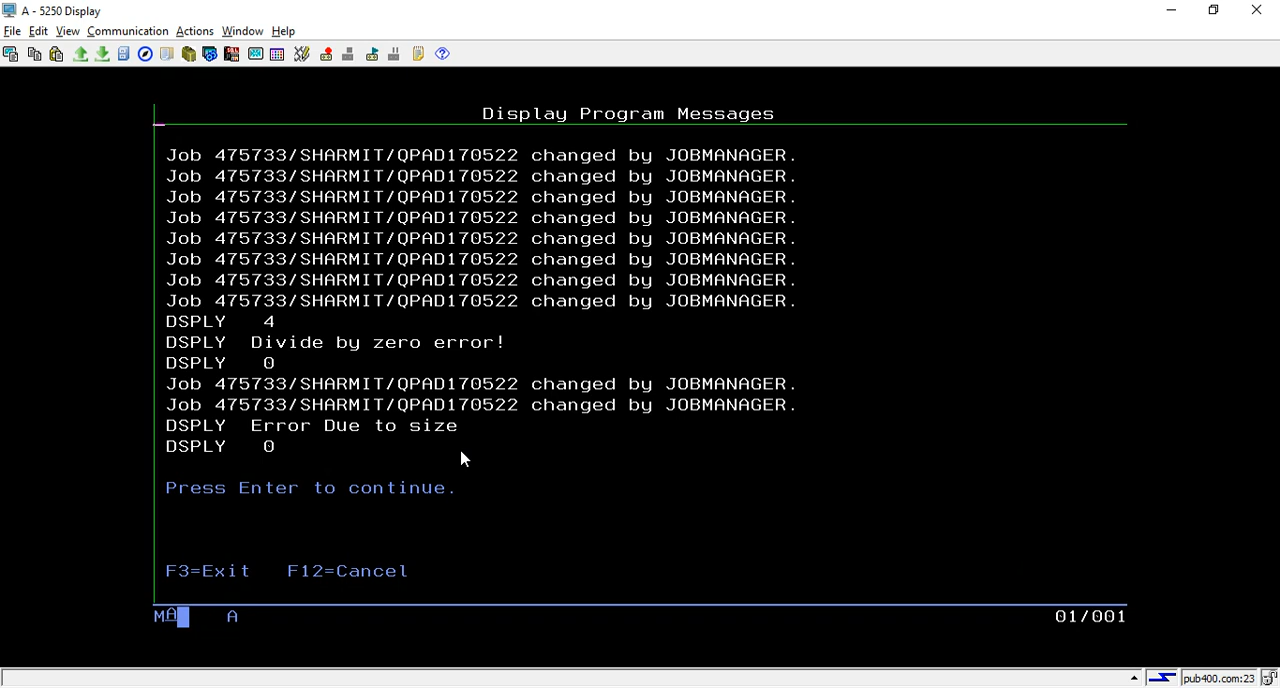 A - 5250 Display
File Edit View Communication Actions Window Help
Display Program Messages
Job 475733/SHARMIT/QPAD170522 changed by JOBMANAGER.
Job 475733/SHARMIT/QPAD170522 changed by JOBMANAGER.
Job 475733/SHARMIT/QPAD170522 changed by JOBMANAGER.
Job 475733/SHARMIT/QPAD170522 changed by JOBMANAGER.
Job 475733/SHARMIT/QPAD170522 changed by JOBMANAGER.
Job 475733/SHARMIT/QPAD170522 changed by JOBMANAGER.
Job 475733/SHARMIT/QPAD170522 changed by JOBMANAGER.
Job 475733/SHARMIT/QPAD170522 changed by JOBMANAGER.
DSPLY 4
DSPLY Divide by zero error!
DSPLY 0
Job 475733/SHARMIT/QPAD170522 changed by JOBMANAGER.
Job 475733/SHARMIT/QPAD170522 changed by JOBMANAGER.
DSPLY Error Due to size
DSPLY 0
Press Enter to continue.
F3=Exit F12=Cancel
MA A 01/001
pub400.com:23